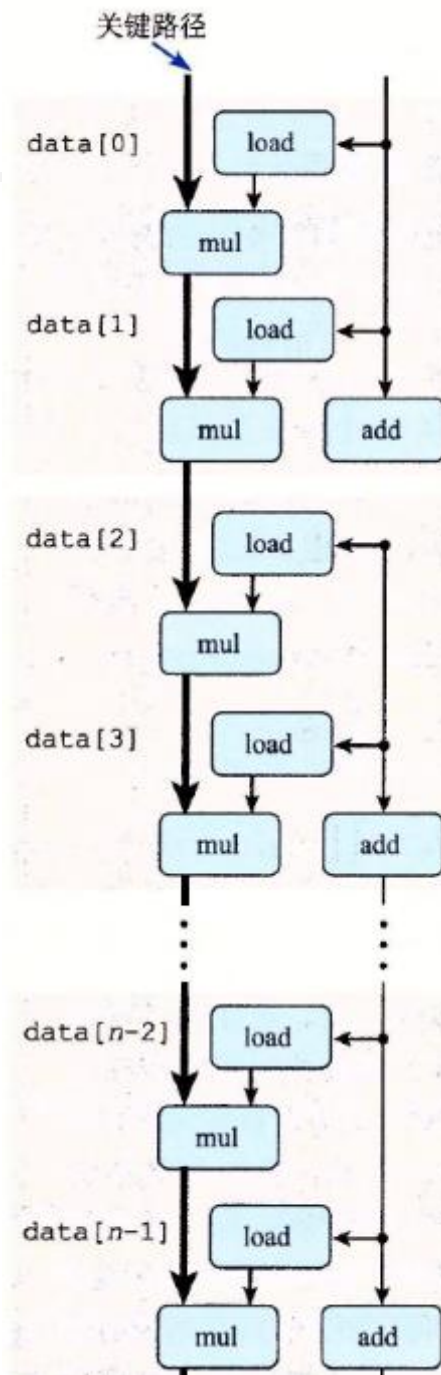 关键路径
data[0]
load
mul
data[1]
load
mul
add
data[2]
load
mul
data[3]
load
mul
add
data[n-2]
load
mul
data[n-1]
load
mul
add